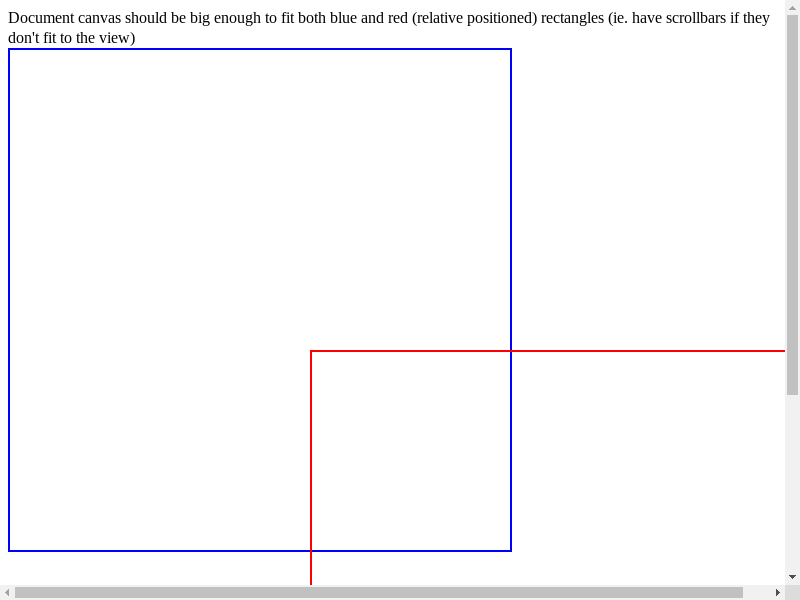 Document canvas should be big enough to fit both blue and red (relative positioned) rectangles (ie. have scrollbars if they
don't fit to the view)